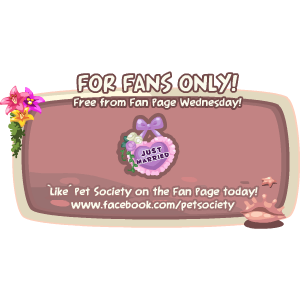 FOR FANS ONLY!
Free from Fan Page Wednesday!
JUST
MARRIED
'Like' Pet Society on the Fan Page today!
www.facebook.com/petsociety